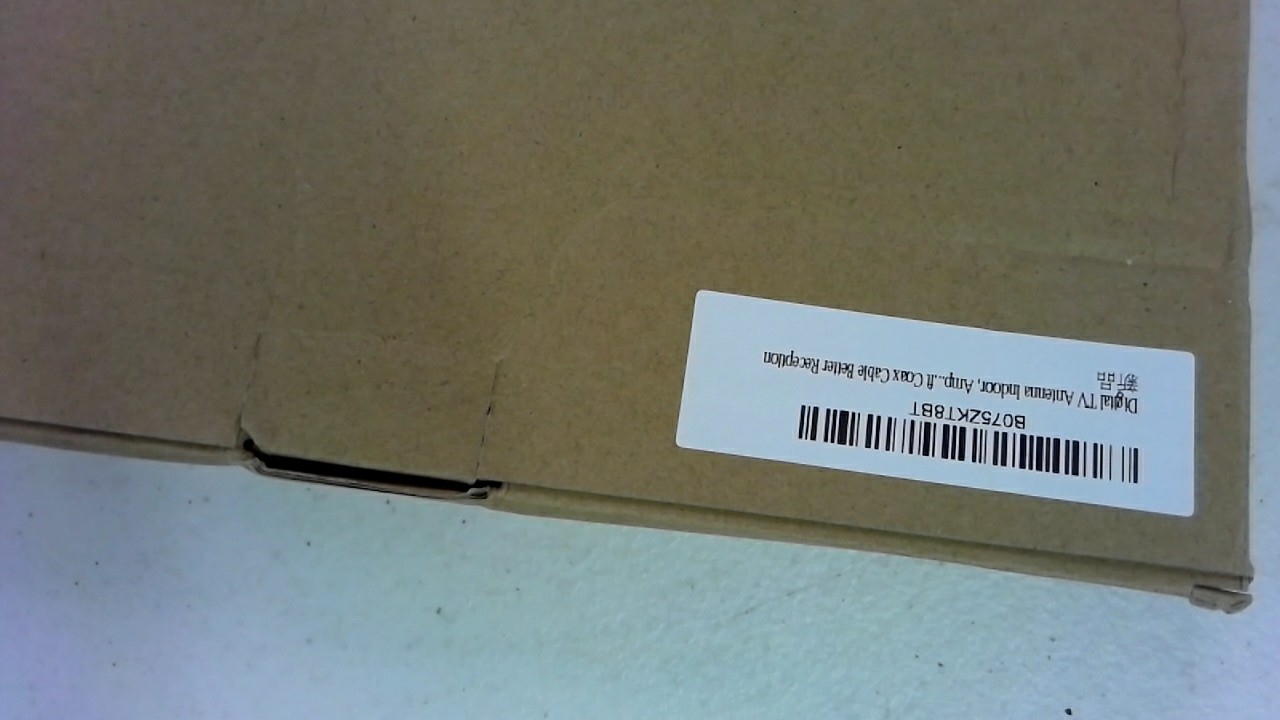 B075ZKT8BT
Digital TV Antenna Indoor, Amp...ft Coax Cable Better Reception
新品